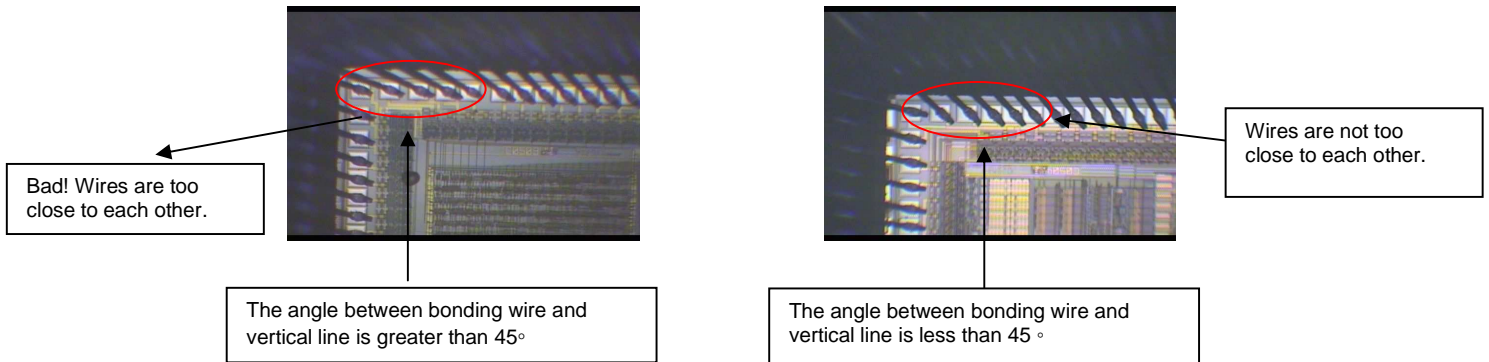 Bad! Wires are too
close to each other.
The angle between bonding wire and
vertical line is greater than 45°
Wires are not too
close to each other.
The angle between bonding wire and
vertical line is less than 45 °